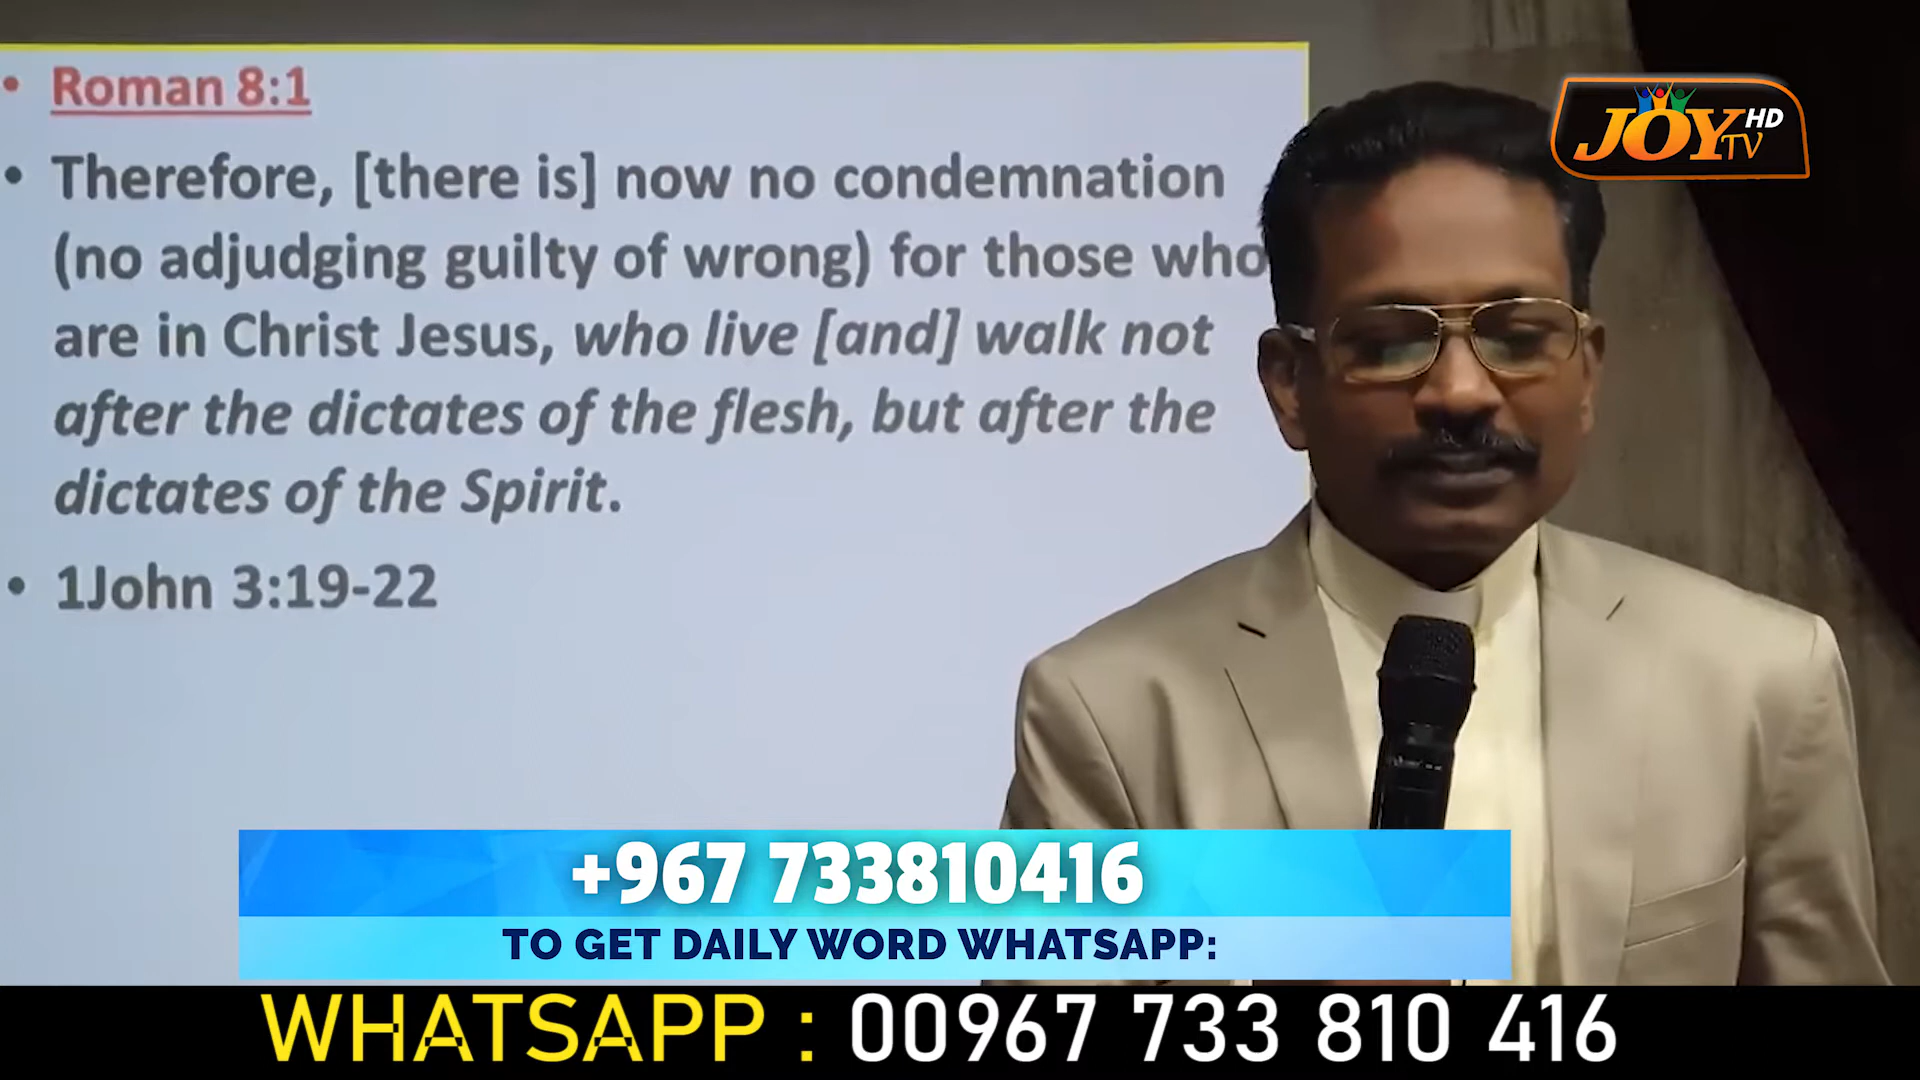 • Roman 8:1
• Therefore, [there is] now no condemnation
(no adjudging guilty of wrong) for those who
are in Christ Jesus, who live [and] walk not
after the dictates of the flesh, but after the
dictates of the Spirit.
• 1John 3:19-22
JOY TV HD
+967 733810416
TO GET DAILY WORD WHATSAPP:
WHATSAPP : 00967 733 810 416